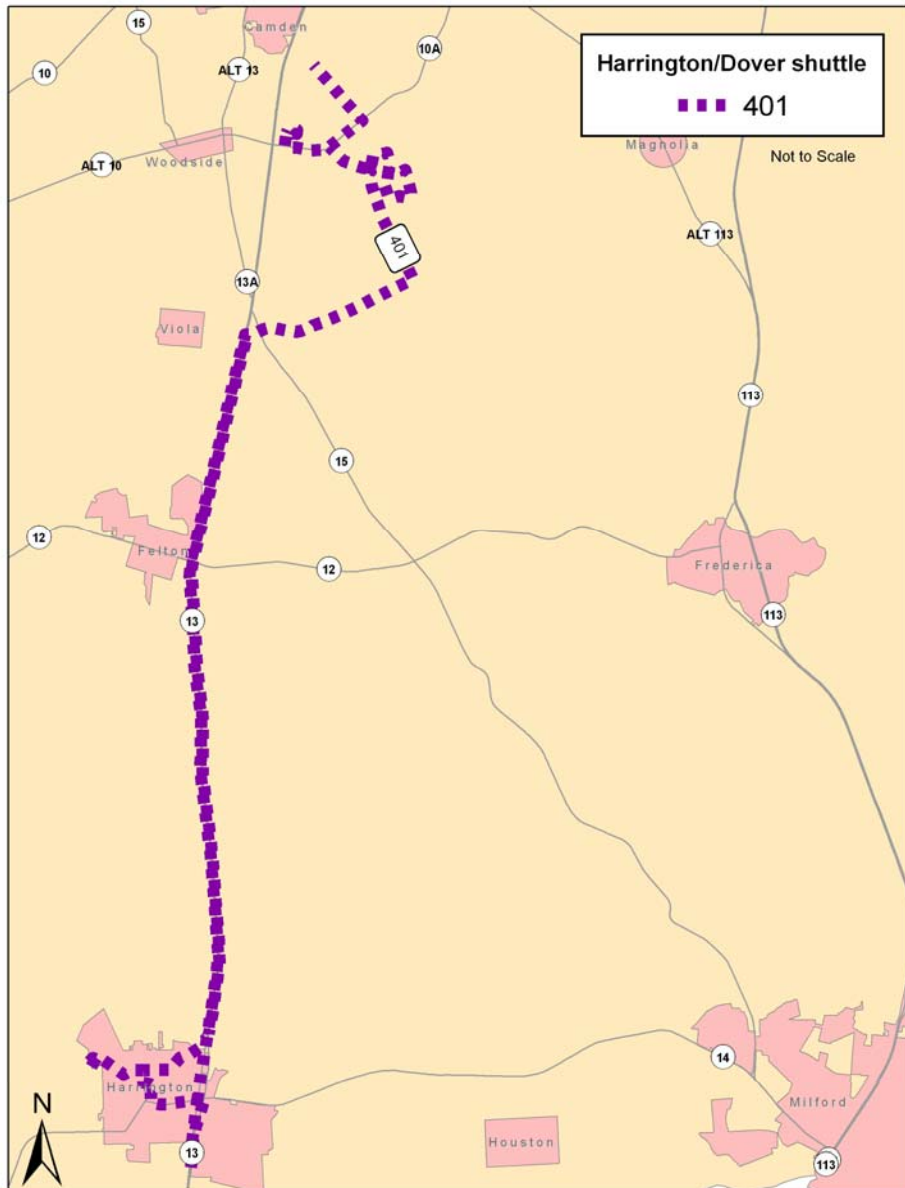 15
Camden
10A
10
ALT 13
Harrington/Dover shuttle
401
Not to Scale
Woodside
Magnolia
ALT 10
ALT 113
401
13A
Viola
113
15
12
Felton
12
Frederica
13
113
14
Harrington
Milford
N
Houston
13
113